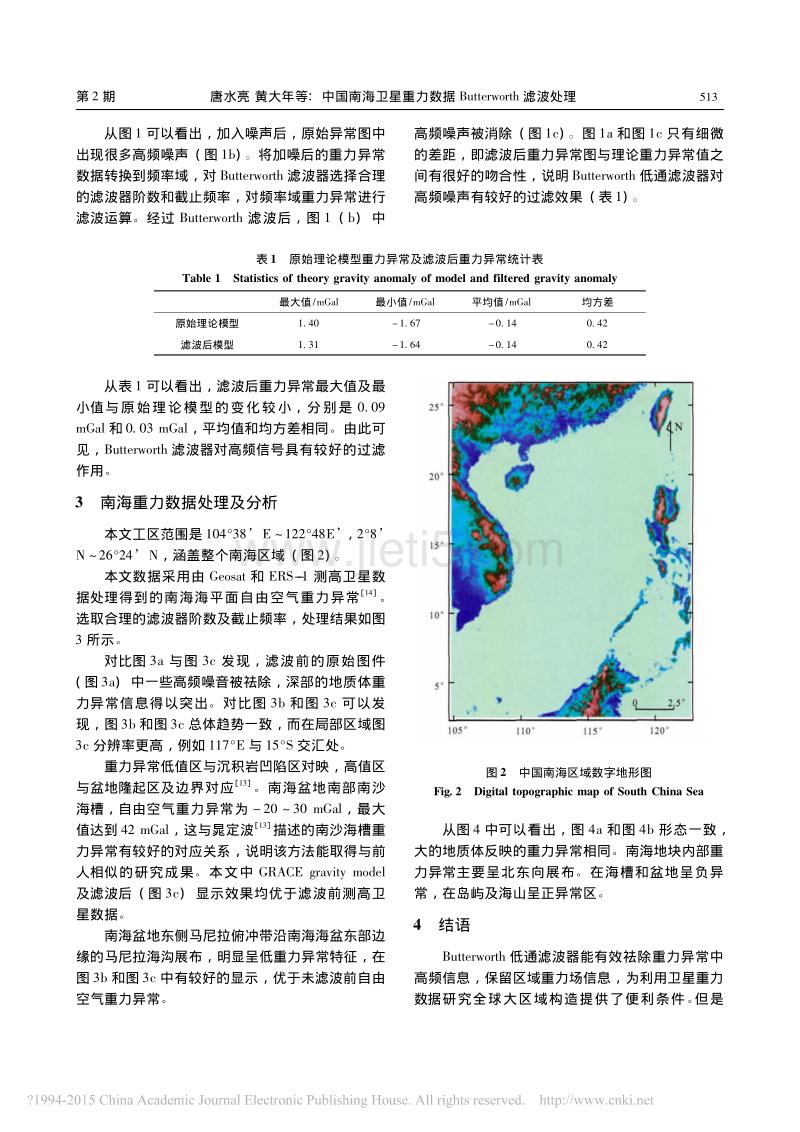 第 2 期
唐水亮 黄大年等: 中国南海卫星重力数据 Butterworth 滤波处理
513
从图 1 可以看出，加入噪声后，原始异常图中
出现很多高频噪声（图 1b）。将加噪后的重力异常
数据转换到频率域，对 Butterworth 滤波器选择合理
的滤波器阶数和截止频率，对频率域重力异常进行
滤波运算。经过 Butterworth 滤波后，图 1（b）中
高频噪声被消除（图 1c）。图 1a 和图 1c 只有细微
的差距，即滤波后重力异常图与理论重力异常值之
间有很好的吻合性，说明 Butterworth 低通滤波器对
高频噪声有较好的过滤效果（表 1）。
表 1 原始理论模型重力异常及滤波后重力异常统计表
Table 1 Statistics of theory gravity anomaly of model and filtered gravity anomaly
最大值/mGal 最小值/mGal 平均值/mGal 均方差
原始理论模型 1.40 -1.67 -0.14 0.42
滤波后模型 1.31 -1.64 -0.14 0.42
从表 1 可以看出，滤波后重力异常最大值及最
小值与原始理论模型的变化较小，分别是 0.09
mGal 和 0.03 mGal，平均值和均方差相同。由此可
见，Butterworth 滤波器对高频信号具有较好的过滤
作用。
3 南海重力数据处理及分析
本文工区范围是 104°38’E～122°48E’，2°8’
N～26°24’N，涵盖整个南海区域（图 2）。
本文数据采用由 Geosat 和 ERS-1 测高卫星数
据处理得到的南海海平面自由空气重力异常[14]。
选取合理的滤波器阶数及截止频率，处理结果如图
3 所示。
对比图 3a 与图 3c 发现，滤波前的原始图件
(图 3a) 中一些高频噪音被祛除，深部的地质体重
力异常信息得以突出。对比图 3b 和图 3c 可以发
现，图 3b 和图 3c 总体趋势一致，而在局部区域图
3c 分辨率更高，例如 117°E 与 15°S 交汇处。
重力异常低值区与沉积岩凹陷区对映，高值区
与盆地隆起区及边界对应[13]。南海盆地南部南沙
海槽，自由空气重力异常为 -20～30 mGal，最大
值达到 42 mGal，这与晁定波[13]描述的南沙海槽重
力异常有较好的对应关系，说明该方法能取得与前
人相似的研究成果。本文中 GRACE gravity model
及滤波后（图 3c）显示效果均优于滤波前测高卫
星数据。
南海盆地东侧马尼拉俯冲带沿南海海盆东部边
缘的马尼拉海沟展布，明显呈低重力异常特征，在
图 3b 和图 3c 中有较好的显示，优于未滤波前自由
空气重力异常。
25°
20°
15°
10°
5°
N
0 2.5°
105° 110° 115° 120°
图 2 中国南海区域数字地形图
Fig. 2 Digital topographic map of South China Sea
从图 4 中可以看出，图 4a 和图 4b 形态一致，
大的地质体反映的重力异常相同。南海地块内部重
力异常主要呈北东向展布。在海槽和盆地呈负异
常，在岛屿及海山呈正异常区。
4 结语
Butterworth 低通滤波器能有效祛除重力异常中
高频信息，保留区域重力场信息，为利用卫星重力
数据研究全球大区域构造提供了便利条件。但是
?1994-2015 China Academic Journal Electronic Publishing House. All rights reserved. http://www.cnki.net